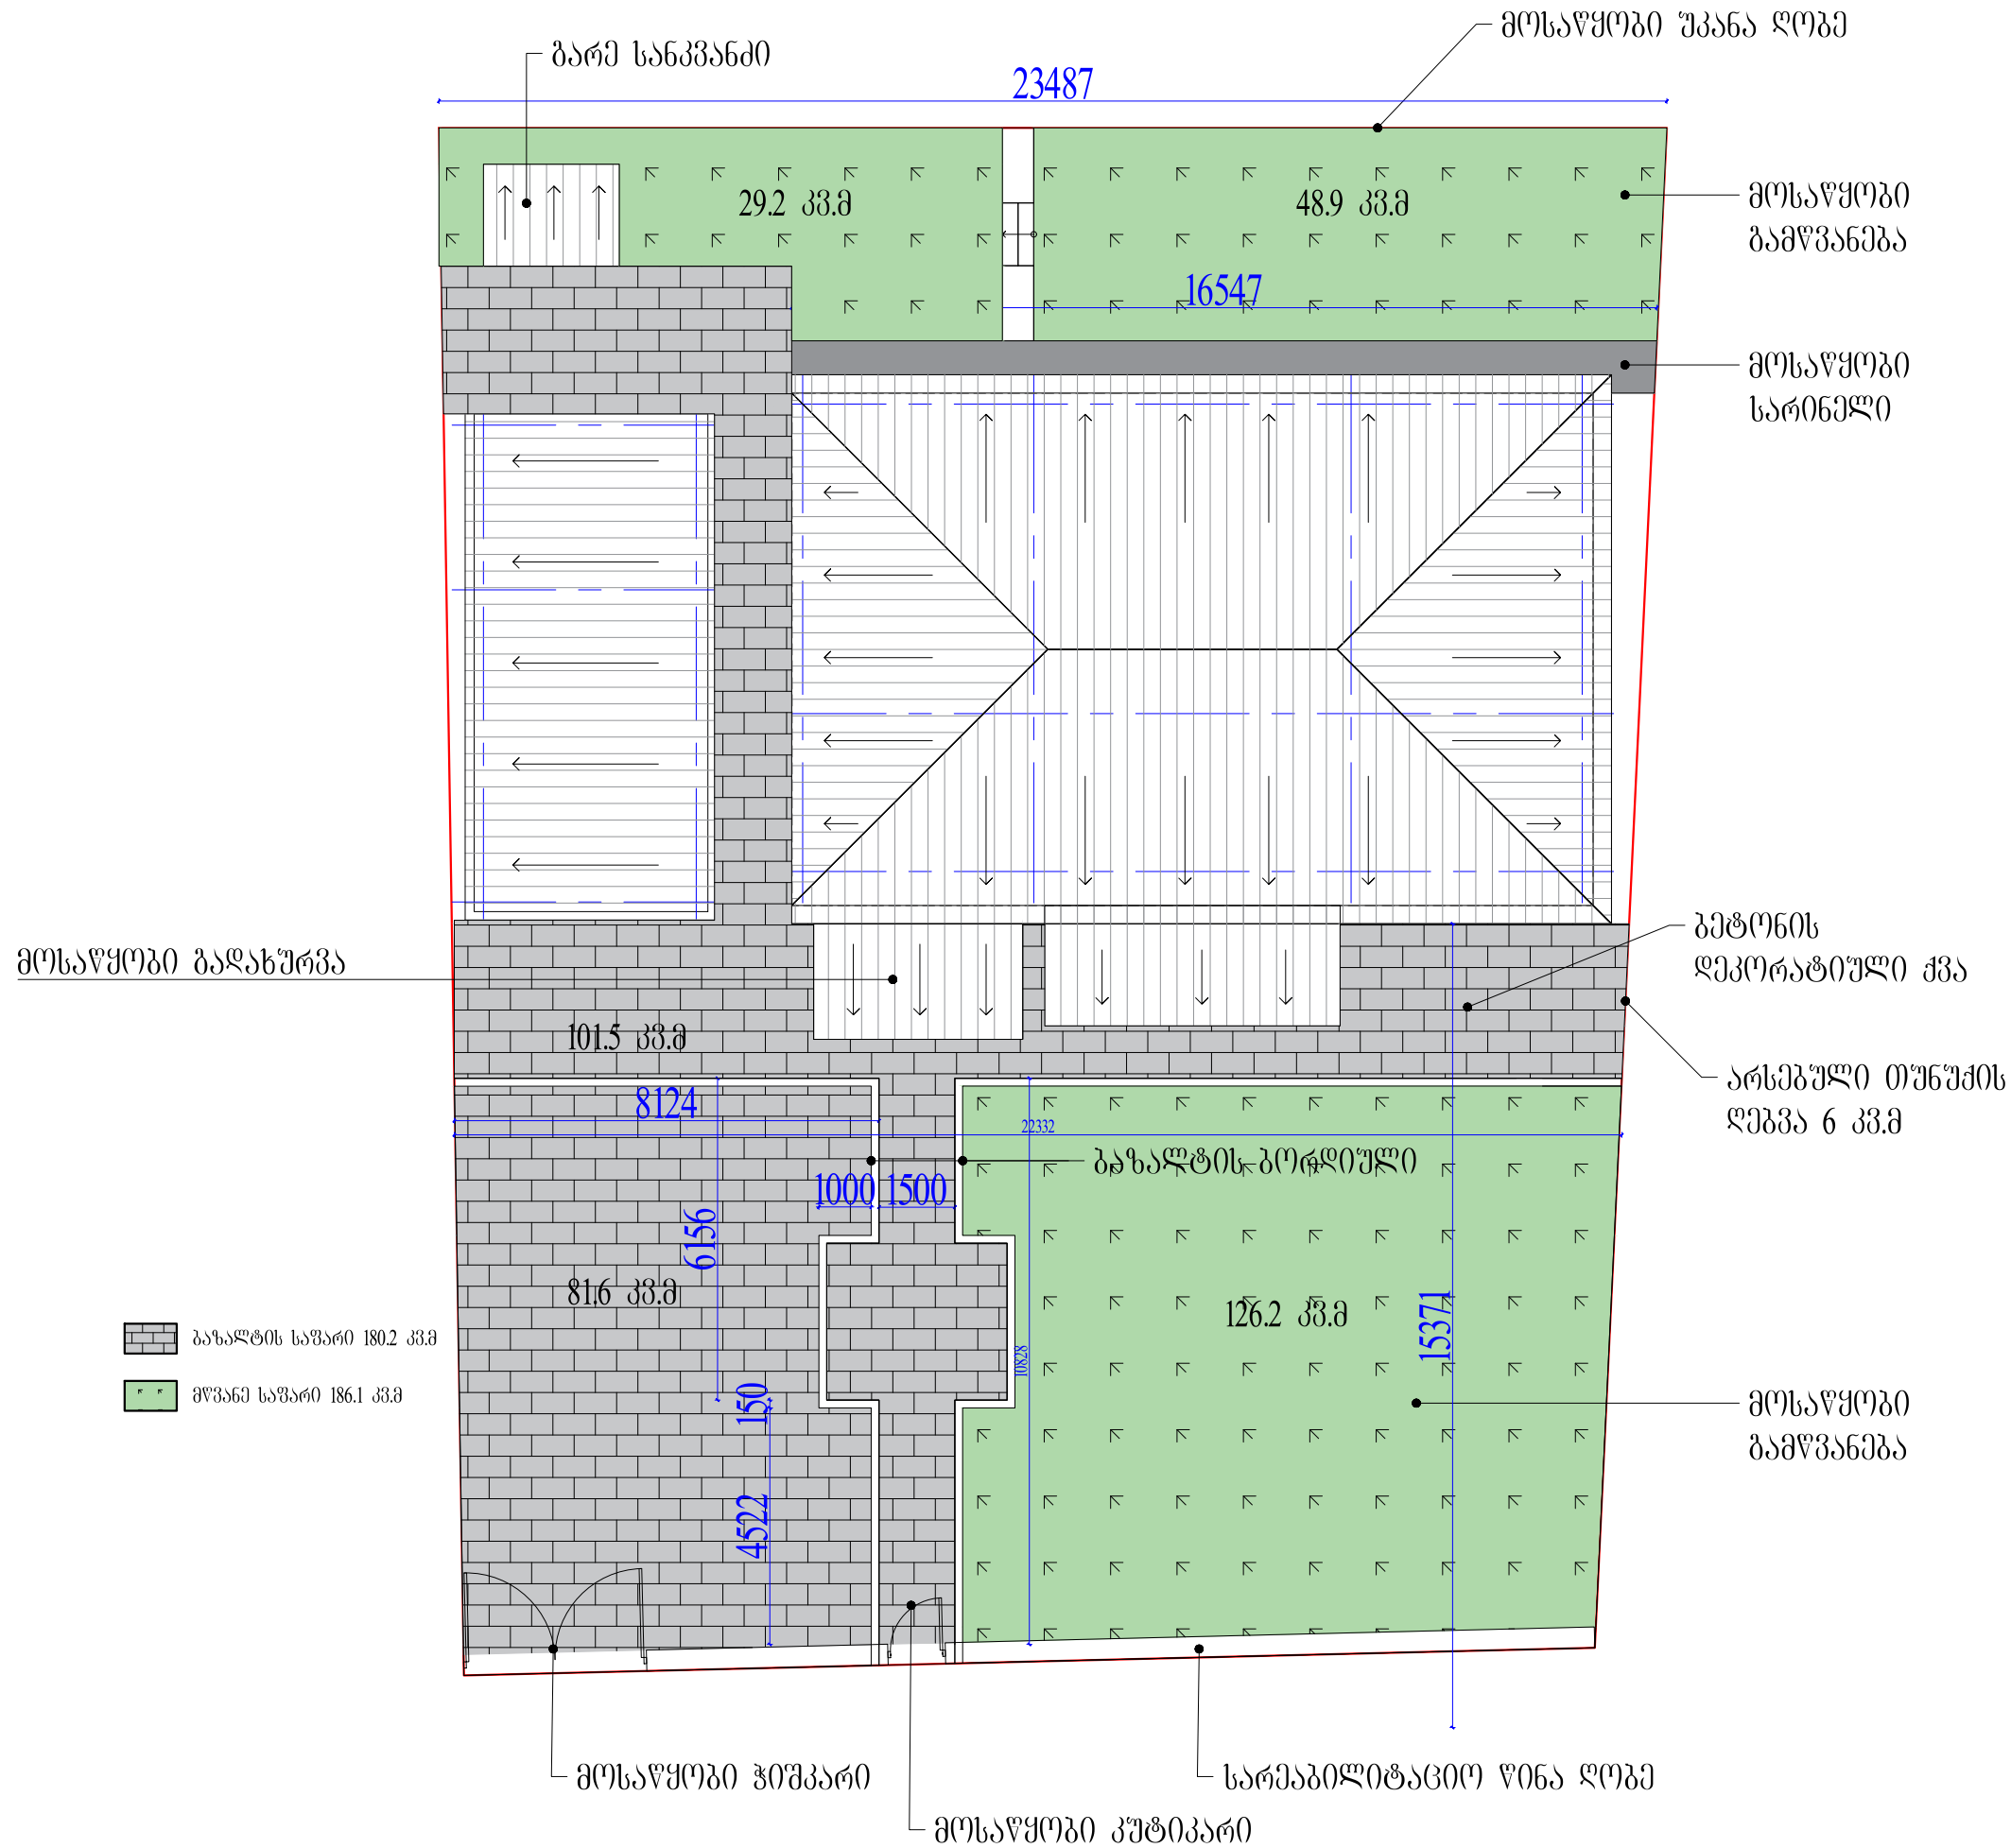 მოსაწყობი უკანა ღობე
გარე სანკვანძი
23487
29.2 კვ.მ
48.9 კვ.მ
მოსაწყობი
გამწვანება
16547
მოსაწყობი
სარინელი
ბეტონის
დეკორატიული ქვა
მოსაწყობი გადახურვა
101.5 კვ.მ
არსებული თუნუქის
ღებვა 6 კვ.მ
8124
22332
ბაზალტის ბორდიული
1000
1500
6156
81.6 კვ.მ
126.2 კვ.მ
15371
10828
ბაზალტის საფარი 180.2 კვ.მ
მწვანე საფარი 186.1 კვ.მ
150
მოსაწყობი
გამწვანება
4522
მოსაწყობი ჭიშკარი
სარეაბილიტაციო წინა ღობე
მოსაწყობი კუტიკარი